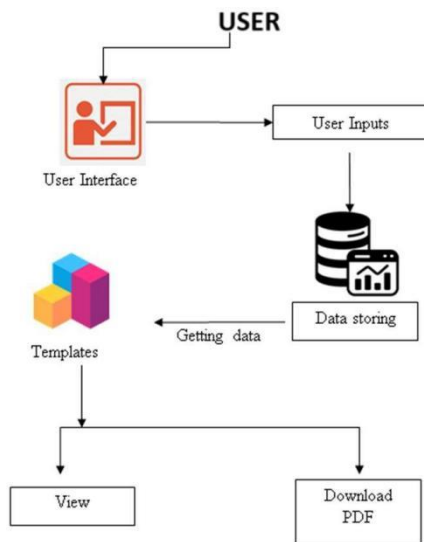 USER
User Inputs
User Interface
Data storing
Getting data
Templates
View
Download
PDF